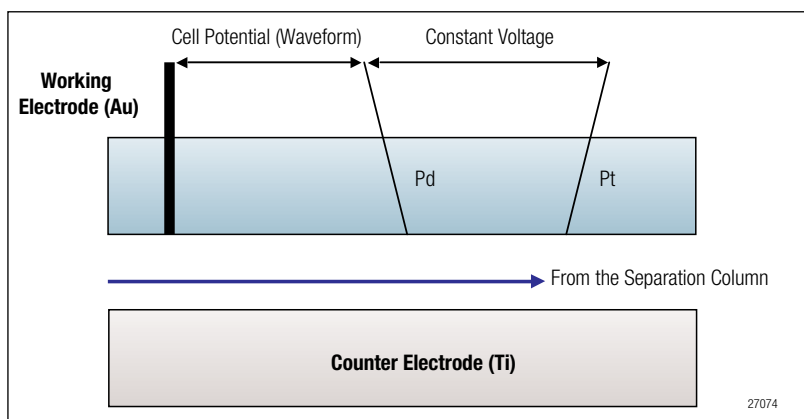 Cell Potential (Waveform)
Constant Voltage
Working
Electrode (Au)
Pd
Pt
From the Separation Column
Counter Electrode (Ti)
27074